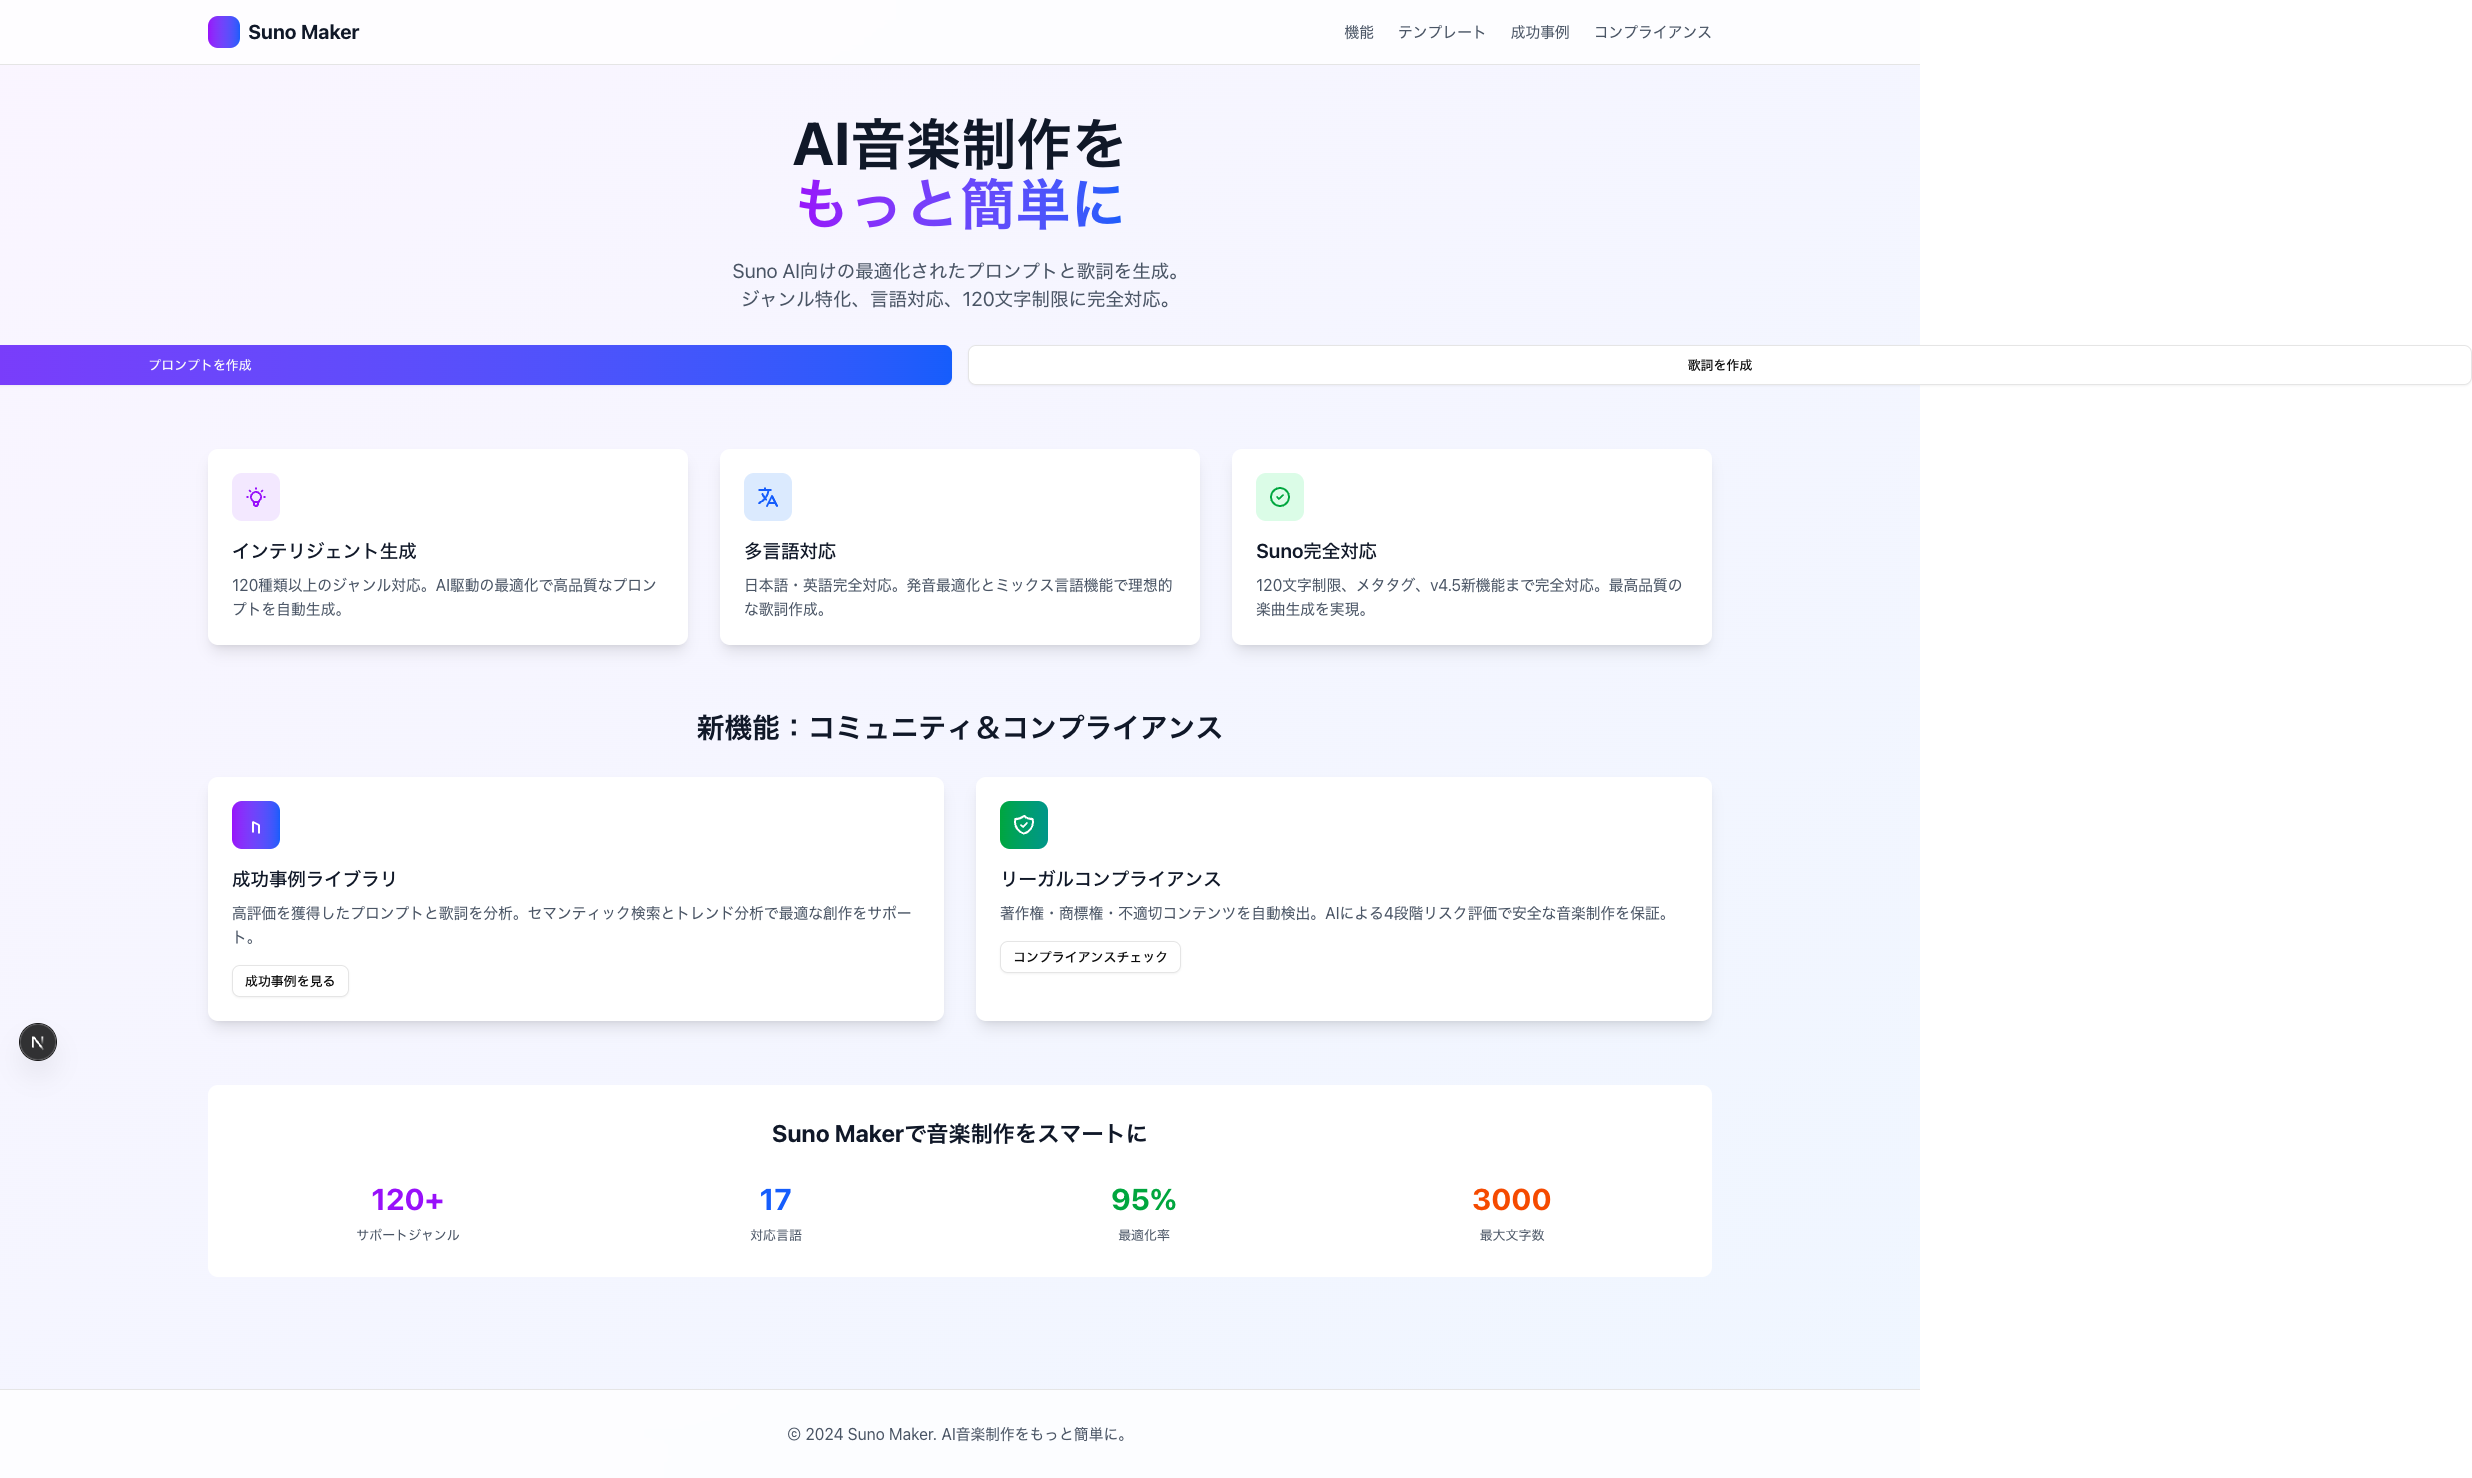 Suno Maker
機能
テンプレート
成功事例
コンプライアンス
AI音楽制作を
もっと簡単に
Suno AI向けの最適化されたプロンプトと歌詞を生成。
ジャンル特化、言語対応、120文字制限に完全対応。
プロンプトを作成
歌詞を作成
インテリジェント生成
120種類以上のジャンル対応。AI駆動の最適化で高品質なプロン
プトを自動生成。
多言語対応
日本語・英語完全対応。発音最適化とミックス言語機能で理想的
な歌詞作成。
Suno完全対応
120文字制限、メタタグ、v4.5新機能まで完全対応。最高品質の
楽曲生成を実現。
新機能：コミュニティ＆コンプライアンス
成功事例ライブラリ
高評価を獲得したプロンプトと歌詞を分析。セマンティック検索とトレンド分析で最適な創作をサポー
ト。
成功事例を見る
リーガルコンプライアンス
著作権・商標権・不適切コンテンツを自動検出。AIによる4段階リスク評価で安全な音楽制作を保証。
コンプライアンスチェック
N
Suno Makerで音楽制作をスマートに
120+
サポートジャンル
17
対応言語
95%
最適化率
3000
最大文字数
© 2024 Suno Maker. AI音楽制作をもっと簡単に。